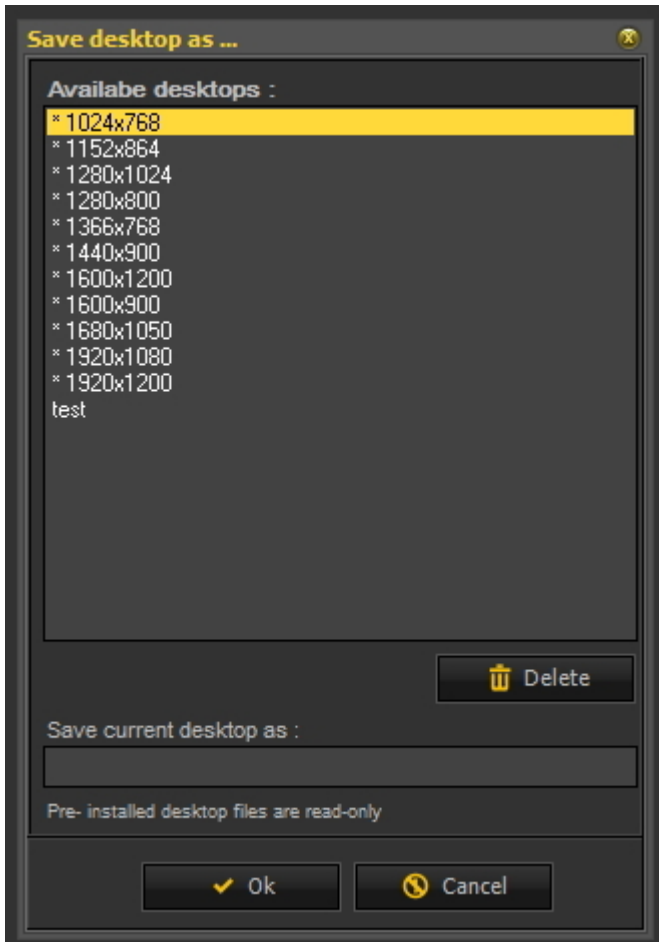 Save desktop as ...
Availabe desktops :
* 1024x768
* 1152x864
* 1280x1024
* 1280x800
* 1366x768
* 1440x900
* 1600x1200
* 1600x900
* 1680x1050
* 1920x1080
* 1920x1200
test
Delete
Save current desktop as :
Pre- installed desktop files are read-only
Ok
Cancel